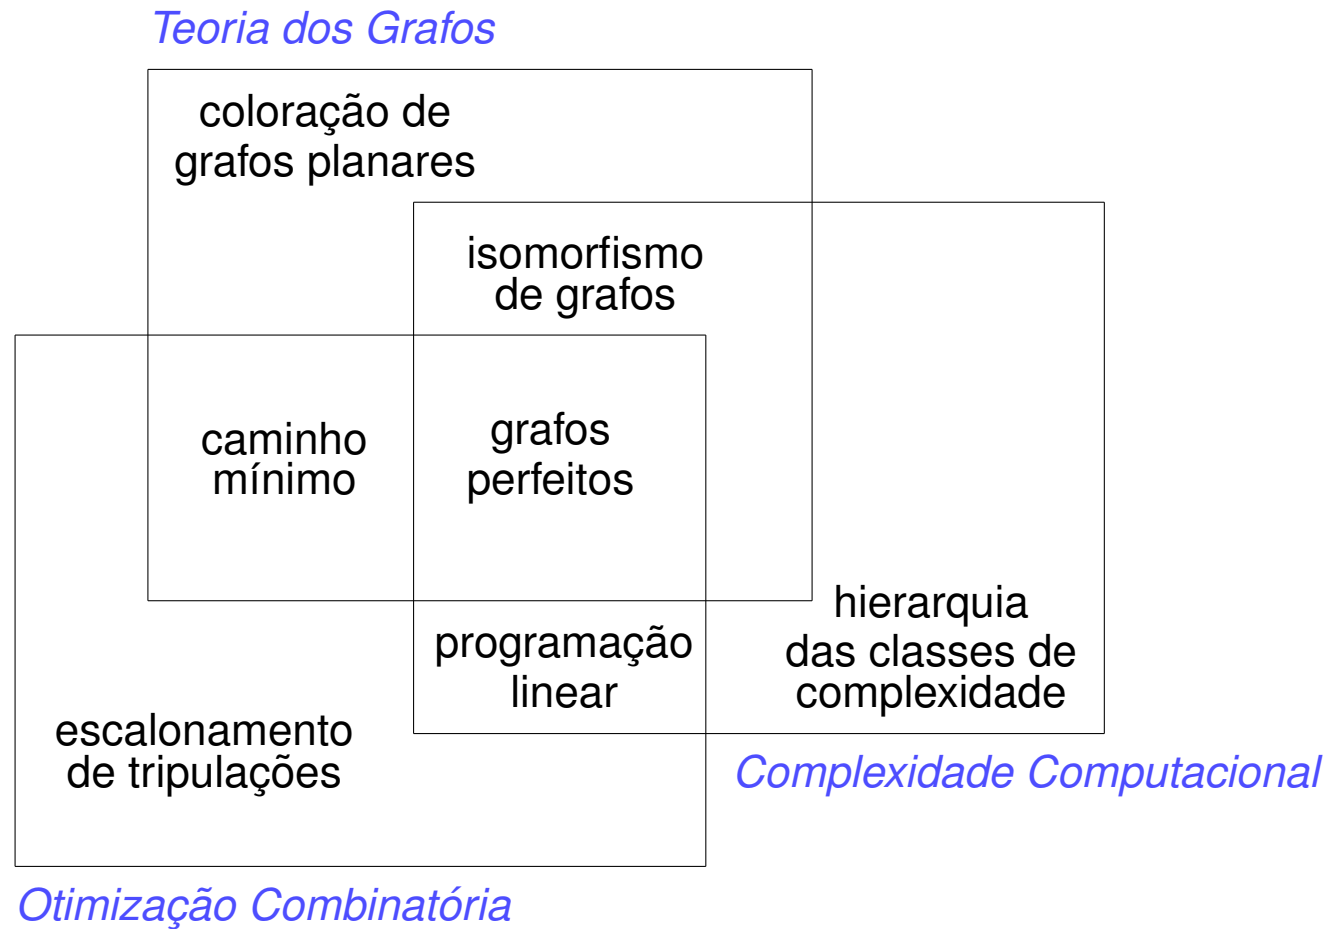 Teoria dos Grafos
coloração de
grafos planares
isomorfismo
de grafos
caminho
mínimo
grafos
perfeitos
programação
linear
hierarquia
das classes de
complexidade
escalonamento
de tripulações
Complexidade Computacional
Otimização Combinatória